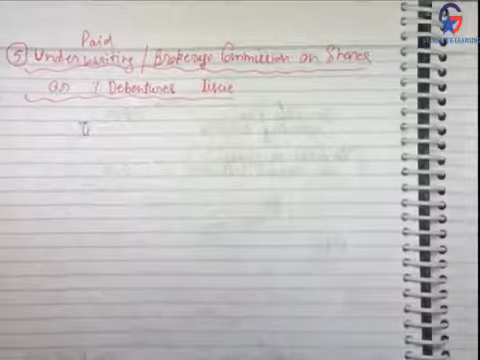 Paid
⑤ Underwriting / Brokerage Commission on Shares
or / Debentures Issue